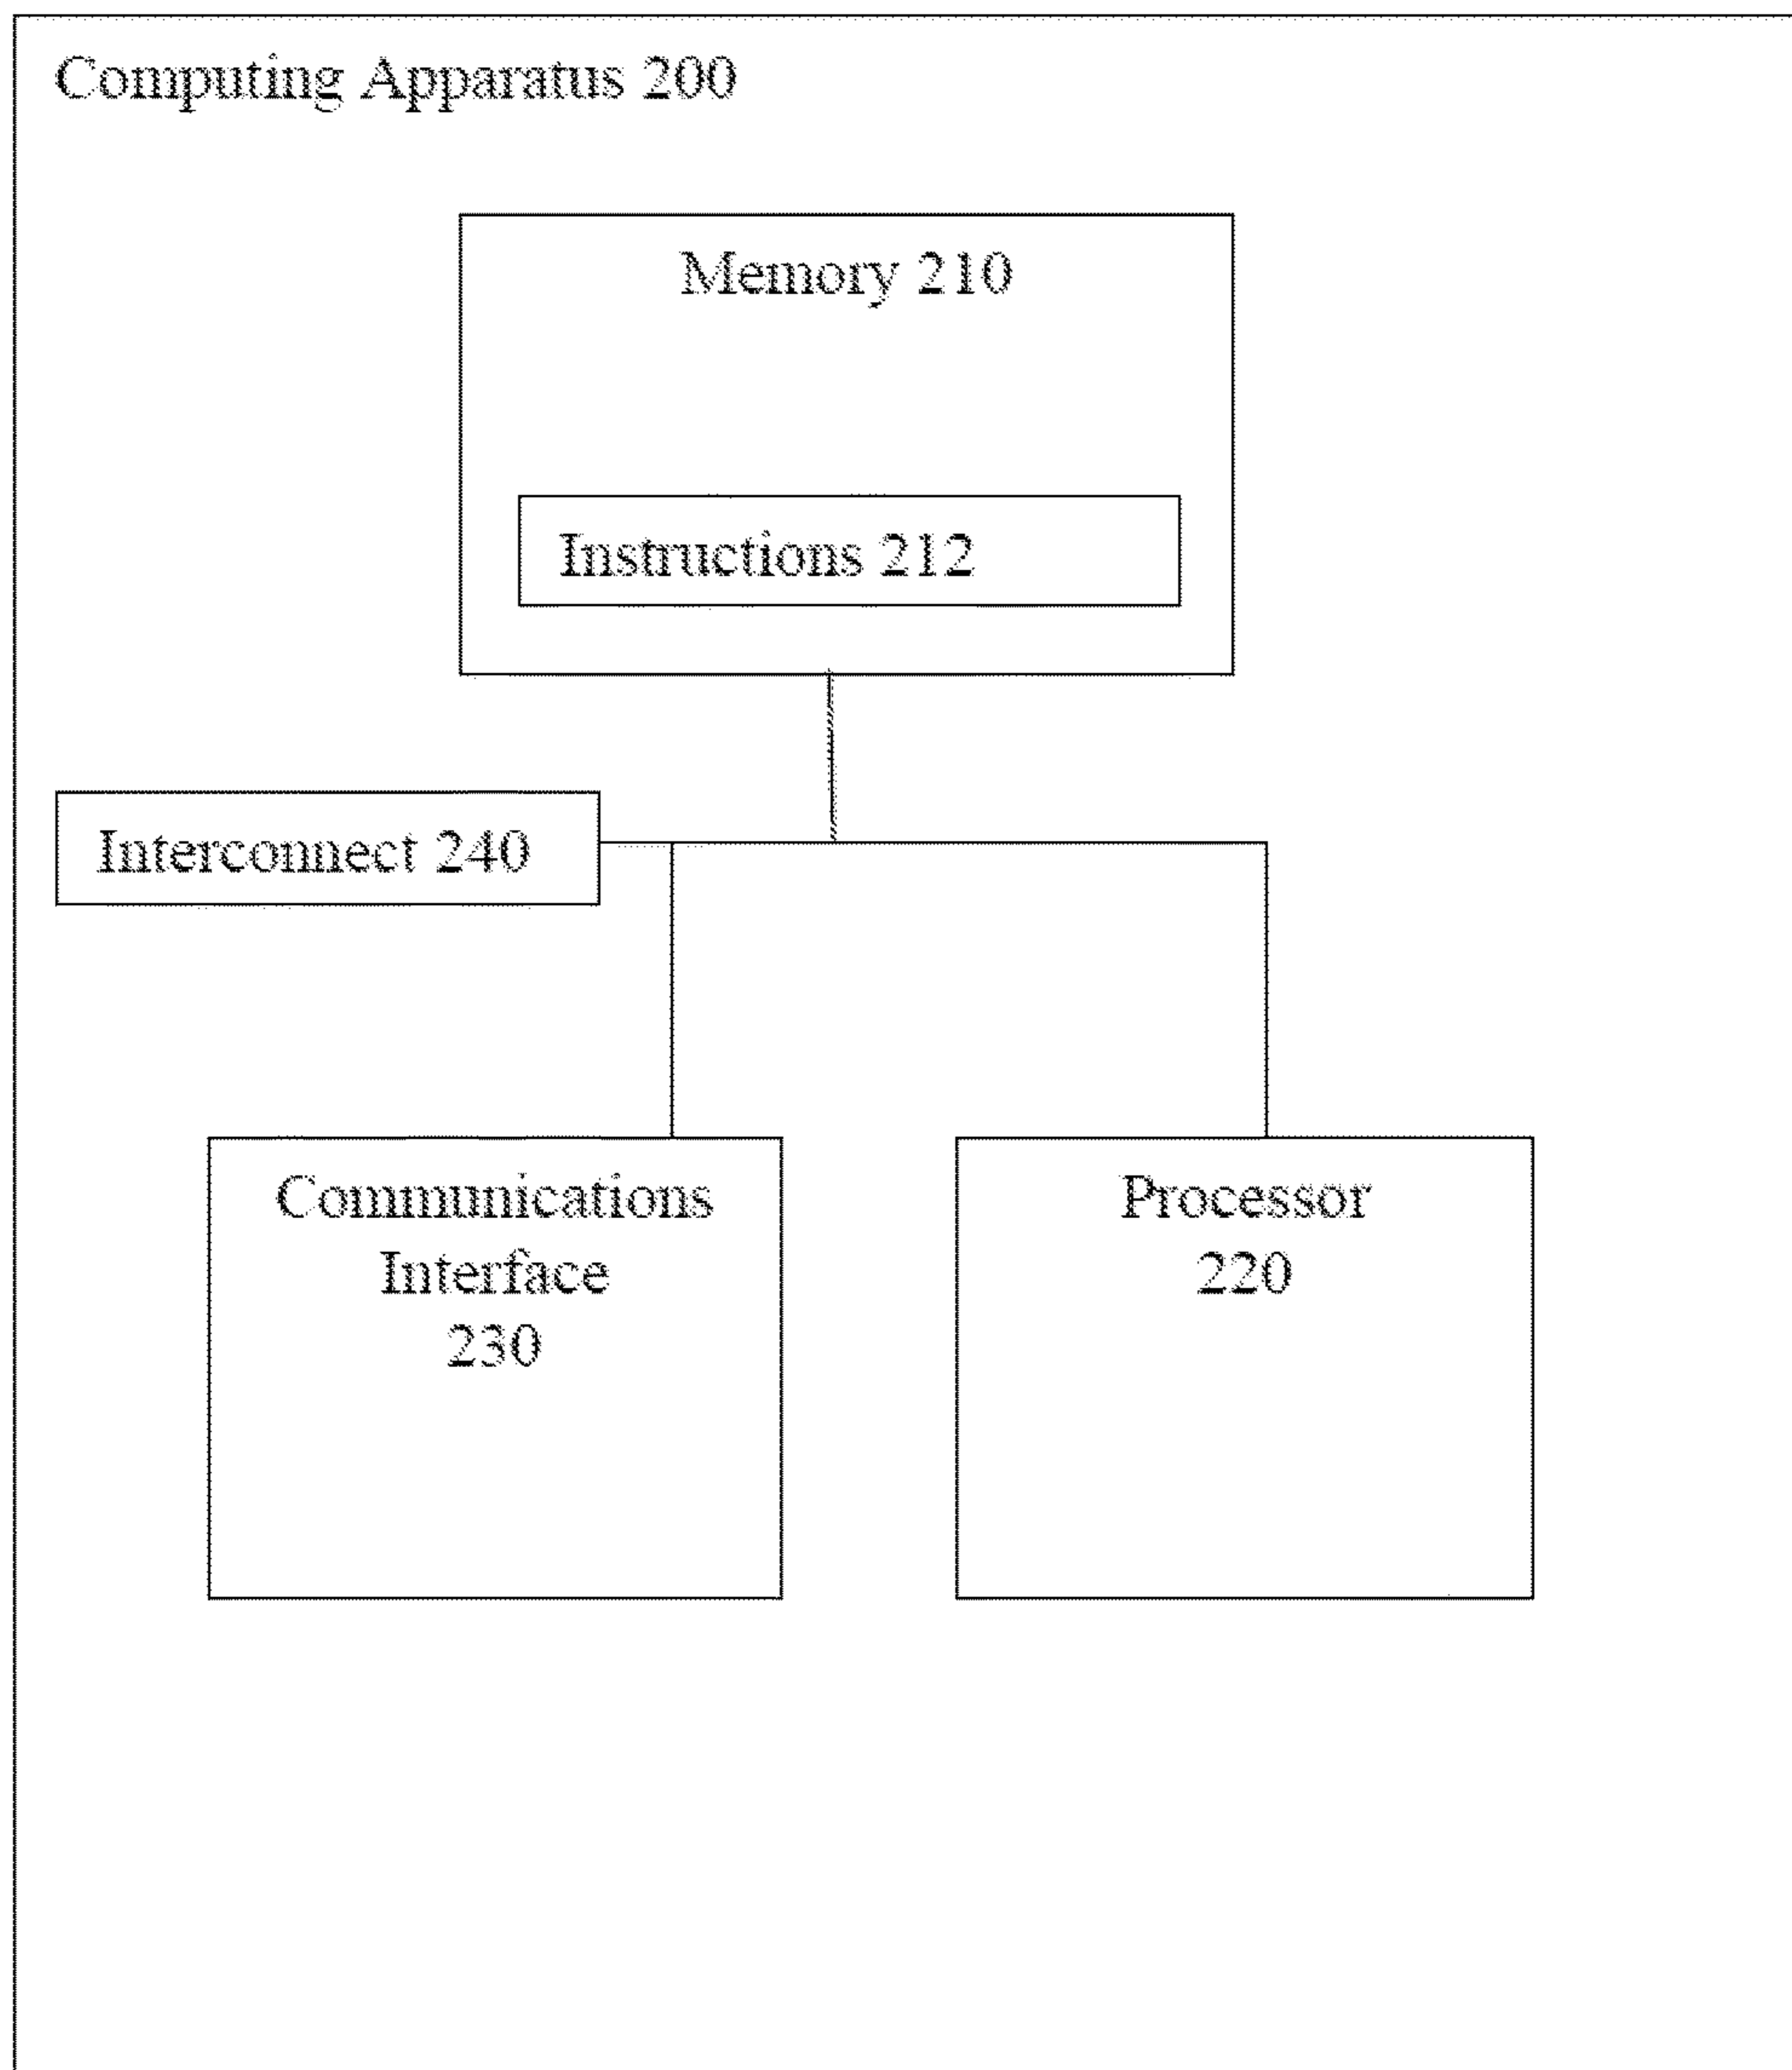 Computing Apparatus 200
Memory 210
Instructions 212
Interconnect 240
Communications
Interface
230
Processor
220